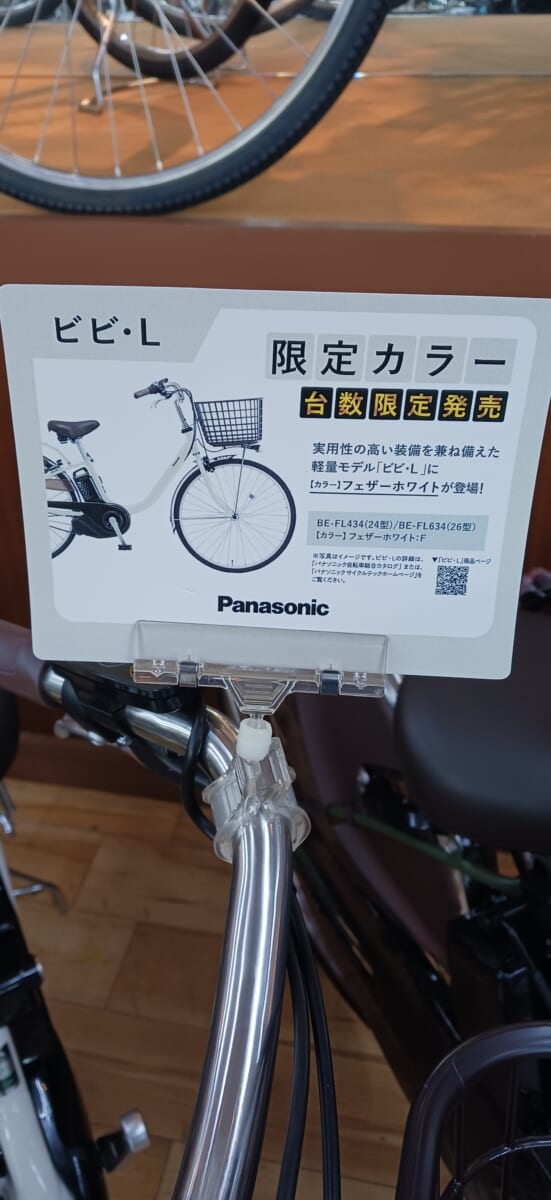 ビビ・L
限定カラー
台数限定発売
実用性の高い装備を兼ね備えた
軽量モデル「ビビ・L」に
【カラー】フェザーホワイトが登場!
BE-FL434(24型)/BE-FL634(26型)
【カラー】フェザーホワイト:F
※写真はイメージです。ビビ・Lの詳細は、
「パナソニック自転車総合カタログ」または、
「パナソニック サイクルテックホームページ」を
ご覧ください。
▼「ビビ・L」商品ページ
Panasonic